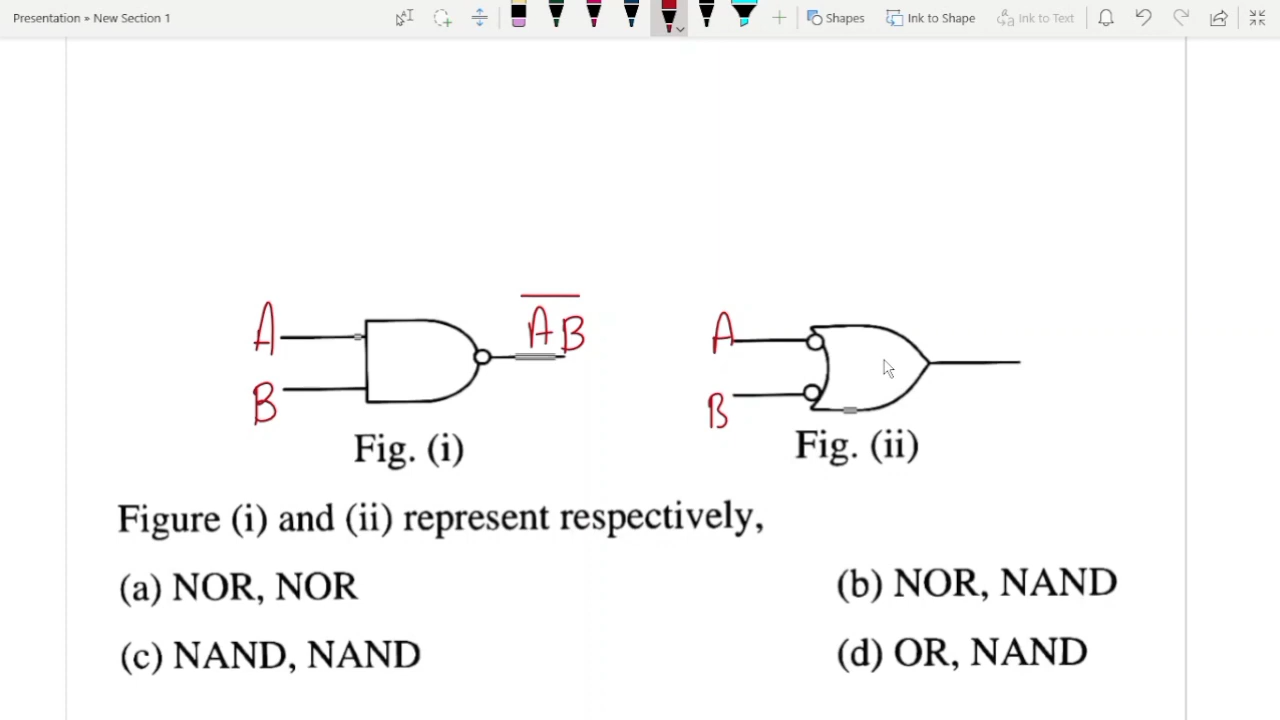 Presentation » New Section 1
Shapes
Ink to Shape
Ink to Text
A
B
A B
A
B
Fig. (i)
Fig. (ii)
Figure (i) and (ii) represent respectively,
(a) NOR, NOR
(b) NOR, NAND
(c) NAND, NAND
(d) OR, NAND